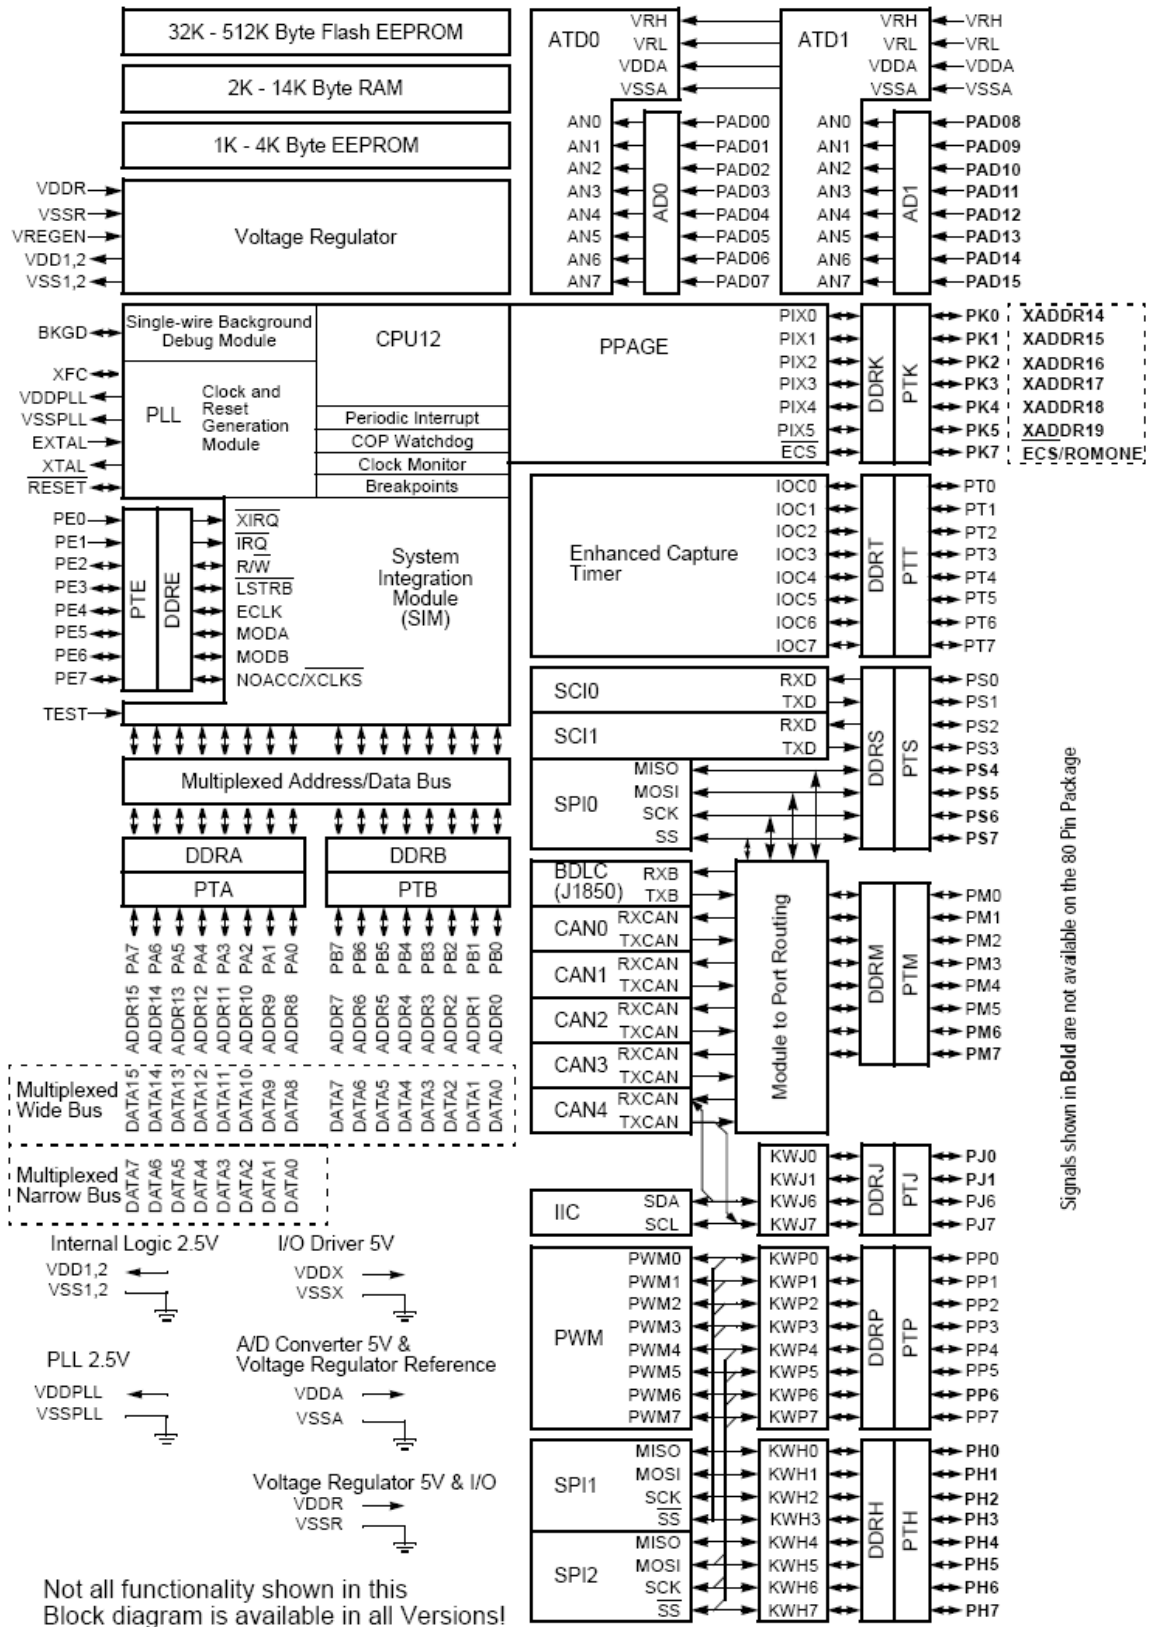 32K - 512K Byte Flash EEPROM
2K - 14K Byte RAM
1K - 4K Byte EEPROM
VDDR
VSSR
VREGEN
VDD1,2
VSS1,2
Voltage Regulator
ATD0
VRH
VRL
VDDA
VSSA
AN0
AN1
AN2
AN3
AN4
AN5
AN6
AN7
AD0
PAD00
PAD01
PAD02
PAD03
PAD04
PAD05
PAD06
PAD07
ATD1
VRH
VRL
VDDA
VSSA
AN0
AN1
AN2
AN3
AN4
AN5
AN6
AN7
AD1
VRH
VRL
VDDA
VSSA
PAD08
PAD09
PAD10
PAD11
PAD12
PAD13
PAD14
PAD15
BKGD
XFC
VDDPLL
VSSPLL
EXTAL
XTAL
RESET
Single-wire Background
Debug Module
CPU12
PLL
Clock and
Reset
Generation
Module
Periodic Interrupt
COP Watchdog
Clock Monitor
Breakpoints
PPAGE
PIX0
PIX1
PIX2
PIX3
PIX4
PIX5
ECS
DDRK
PTK
PK0 XADDR14
PK1 XADDR15
PK2 XADDR16
PK3 XADDR17
PK4 XADDR18
PK5 XADDR19
PK7 ECS/ROMONE
PE0
PE1
PE2
PE3
PE4
PE5
PE6
PE7
TEST
PTE
DDRE
XIRQ
IRQ
R/W
LSTRB
ECLK
MODA
MODB
NOACC/XCLKS
System
Integration
Module
(SIM)
Enhanced Capture
Timer
IOC0
IOC1
IOC2
IOC3
IOC4
IOC5
IOC6
IOC7
DDRT
PTT
PT0
PT1
PT2
PT3
PT4
PT5
PT6
PT7
SCI0
RXD
TXD
SCI1
RXD
TXD
SPI0
MISO
MOSI
SCK
SS
DDRS
PTS
PS0
PS1
PS2
PS3
PS4
PS5
PS6
PS7
Multiplexed Address/Data Bus
DDRA
PTA
DDRB
PTB
PA7
PA6
PA5
PA4
PA3
PA2
PA1
PA0
PB7
PB6
PB5
PB4
PB3
PB2
PB1
PB0
ADDR15
ADDR14
ADDR13
ADDR12
ADDR11
ADDR10
ADDR9
ADDR8
ADDR7
ADDR6
ADDR5
ADDR4
ADDR3
ADDR2
ADDR1
ADDR0
Multiplexed
Wide Bus
DATA15
DATA14
DATA13
DATA12
DATA11
DATA10
DATA9
DATA8
DATA7
DATA6
DATA5
DATA4
DATA3
DATA2
DATA1
DATA0
Multiplexed
Narrow Bus
DATA7
DATA6
DATA5
DATA4
DATA3
DATA2
DATA1
DATA0
BDLC
(J1850)
RXB
TXB
CAN0
RXCAN
TXCAN
CAN1
RXCAN
TXCAN
CAN2
RXCAN
TXCAN
CAN3
RXCAN
TXCAN
CAN4
RXCAN
TXCAN
Module to Port Routing
DDRM
PTM
PM0
PM1
PM2
PM3
PM4
PM5
PM6
PM7
IIC
SDA
SCL
KWJ0
KWJ1
KWJ6
KWJ7
DDRJ
PTJ
PJ0
PJ1
PJ6
PJ7
PWM
PWM0
PWM1
PWM2
PWM3
PWM4
PWM5
PWM6
PWM7
KWP0
KWP1
KWP2
KWP3
KWP4
KWP5
KWP6
KWP7
DDRP
PTP
PP0
PP1
PP2
PP3
PP4
PP5
PP6
PP7
SPI1
MISO
MOSI
SCK
SS
SPI2
MISO
MOSI
SCK
SS
KWH0
KWH1
KWH2
KWH3
KWH4
KWH5
KWH6
KWH7
DDRH
PTH
PH0
PH1
PH2
PH3
PH4
PH5
PH6
PH7
Signals shown in Bold are not available on the 80 Pin Package
Internal Logic 2.5V
VDD1,2
VSS1,2
I/O Driver 5V
VDDX
VSSX
PLL 2.5V
VDDPLL
VSSPLL
A/D Converter 5V &
Voltage Regulator Reference
VDDA
VSSA
Voltage Regulator 5V & I/O
VDDR
VSSR
Not all functionality shown in this
Block diagram is available in all Versions!